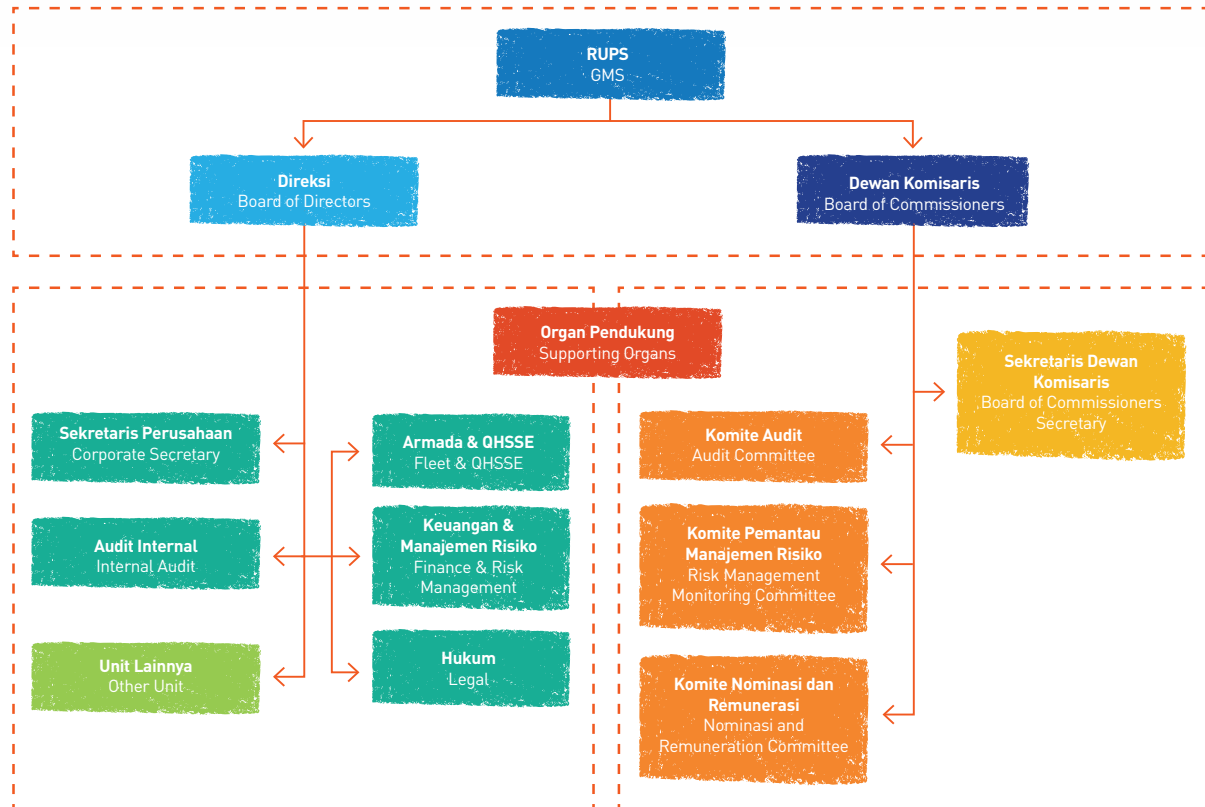 RUPS
GMS
Direksi
Board of Directors
Dewan Komisaris
Board of Commissioners
Organ Pendukung
Supporting Organs
Sekretaris Dewan
Komisaris
Board of Commissioners
Secretary
Sekretaris Perusahaan
Corporate Secretary
Armada & QHSSE
Fleet & QHSSE
Komite Audit
Audit Committee
Audit Internal
Internal Audit
Keuangan &
Manajemen Risiko
Finance & Risk
Management
Komite Pemantau
Manajemen Risiko
Risk Management
Monitoring Committee
Unit Lainnya
Other Unit
Hukum
Legal
Komite Nominasi dan
Remunerasi
Nominasi and
Remuneration Committee